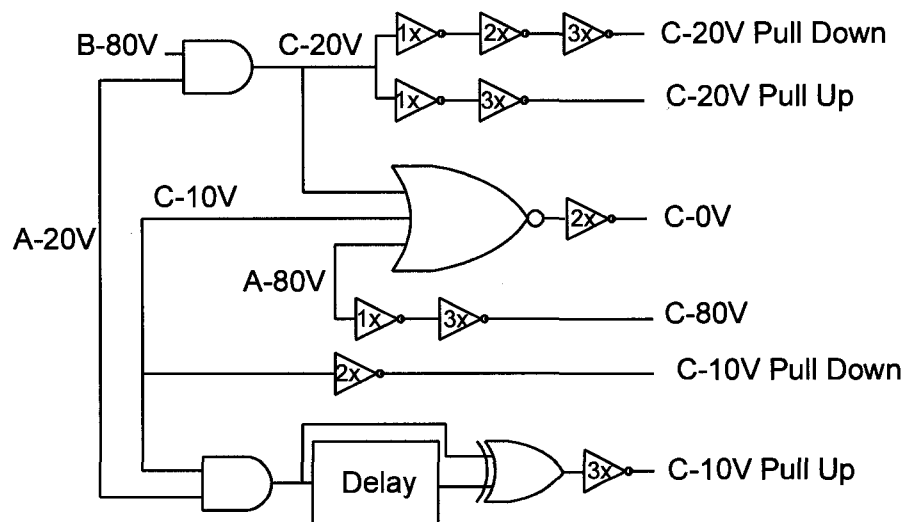 B-80V
C-20V
1x
2x
3x
C-20V Pull Down
1x
3x
C-20V Pull Up
C-10V
A-20V
2x
C-0V
A-80V
1x
3x
C-80V
2x
C-10V Pull Down
Delay
3x
C-10V Pull Up